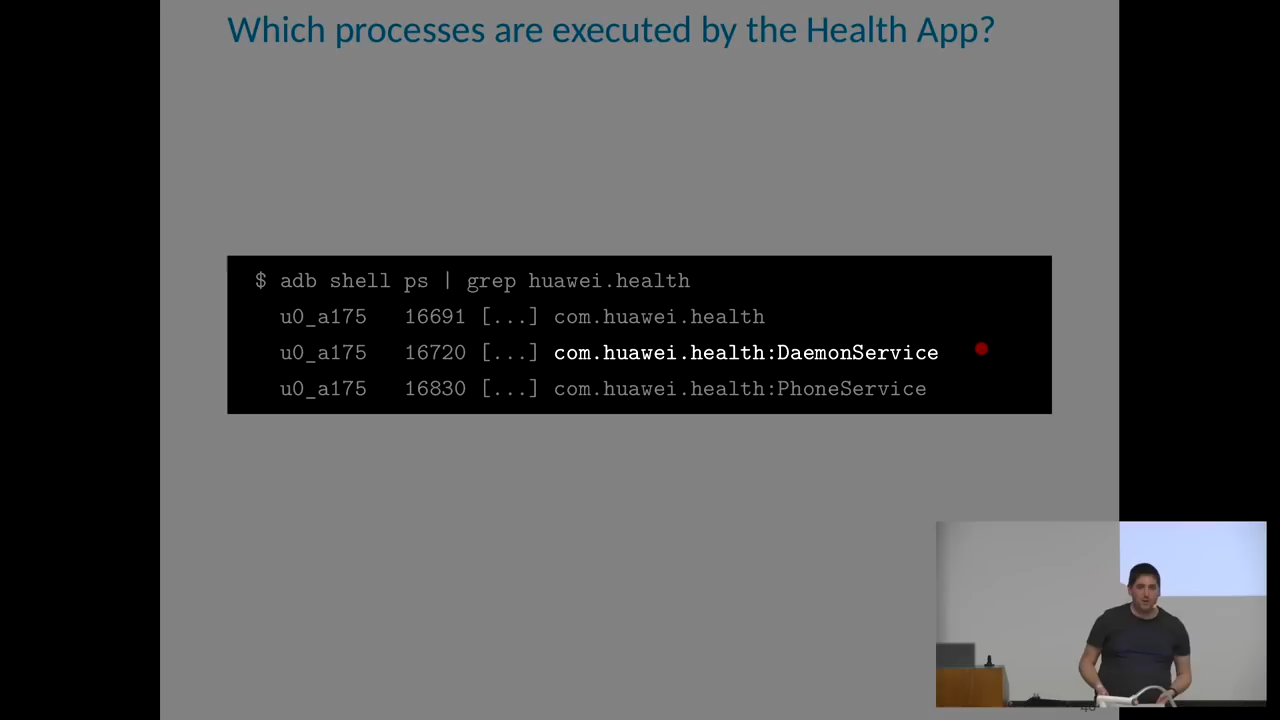 Which processes are executed by the Health App?
$ adb shell ps | grep huawei.health
u0_a175 16691 [...] com.huawei.health
u0_a175 16720 [...] com.huawei.health:DaemonService
u0_a175 16830 [...] com.huawei.health:PhoneService